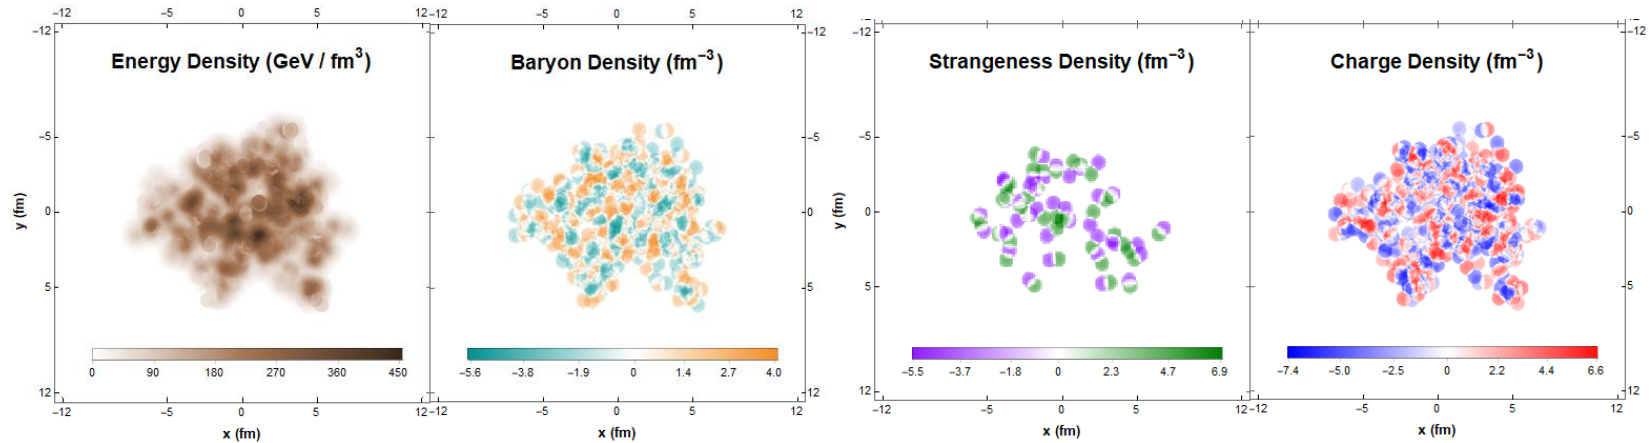 −12 −5 0 5 12 −12 −5 0 5 12
−12 −12 −12 −12
Energy Density (GeV / fm³) Baryon Density (fm⁻³) Strangeness Density (fm⁻³) Charge Density (fm⁻³)
−5 −5 −5 −5
y (fm) 0 0 y (fm) 0 0
5 5 5 5
0 90 180 270 360 450 −5.6 −3.8 −1.9 0 1.4 2.7 4.0 −5.5 −3.7 −1.8 0 2.3 4.7 6.9 −7.4 −5.0 −2.5 0 2.2 4.4 6.6
12 12 12 12
−12 −5 0 5 12 −12 −5 0 5 12 −12 −5 0 5 12 −12 −5 0 5 12
x (fm) x (fm) x (fm) x (fm)